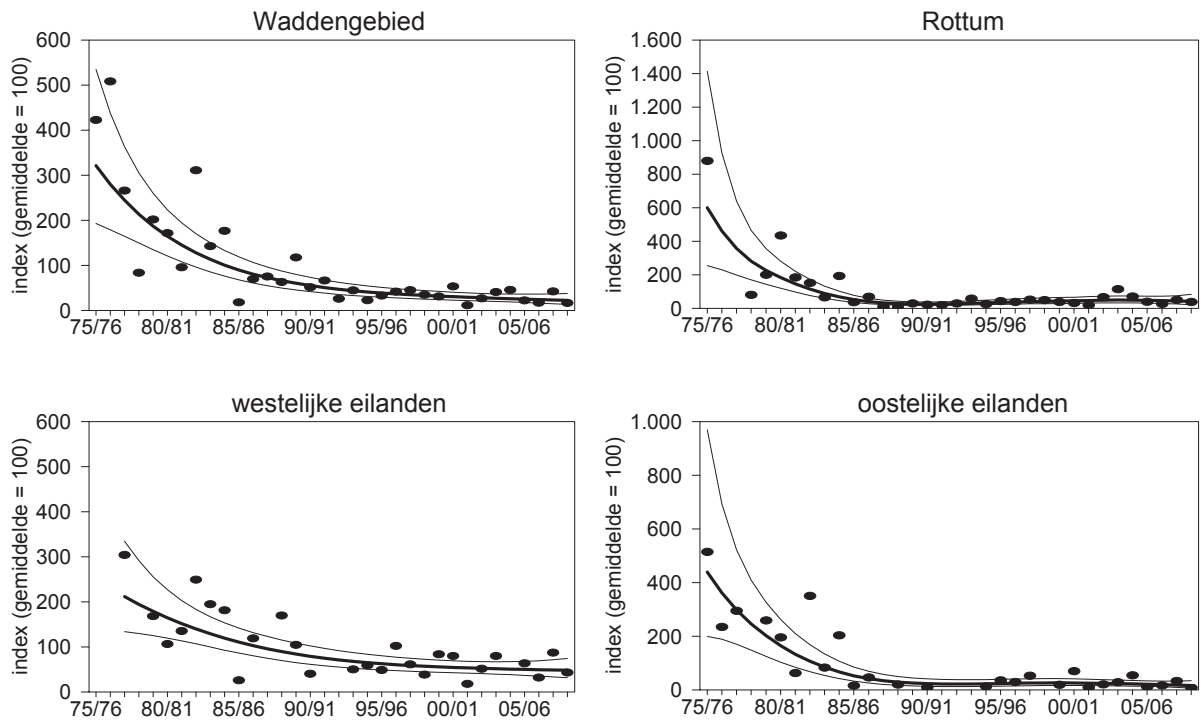 Waddengebied
index (gemiddelde = 100)
600
500
400
300
200
100
0
75/76 80/81 85/86 90/91 95/96 00/01 05/06
Rottum
index (gemiddelde = 100)
1.600
1.400
1.200
1.000
800
600
400
200
0
75/76 80/81 85/86 90/91 95/96 00/01 05/06
westelijke eilanden
index (gemiddelde = 100)
600
500
400
300
200
100
0
75/76 80/81 85/86 90/91 95/96 00/01 05/06
oostelijke eilanden
index (gemiddelde = 100)
1.000
800
600
400
200
0
75/76 80/81 85/86 90/91 95/96 00/01 05/06